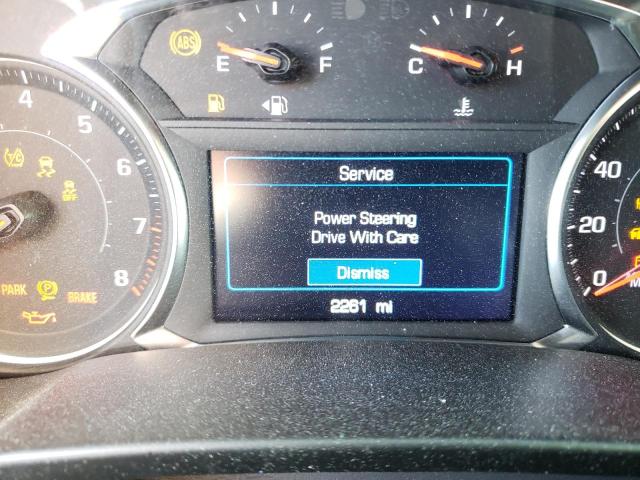 ABS
E F
C H
4 5 6 7 8
OFF
PARK
BRAKE
Service
Power Steering
Drive With Care
Dismiss
2261 mi
40
20
0